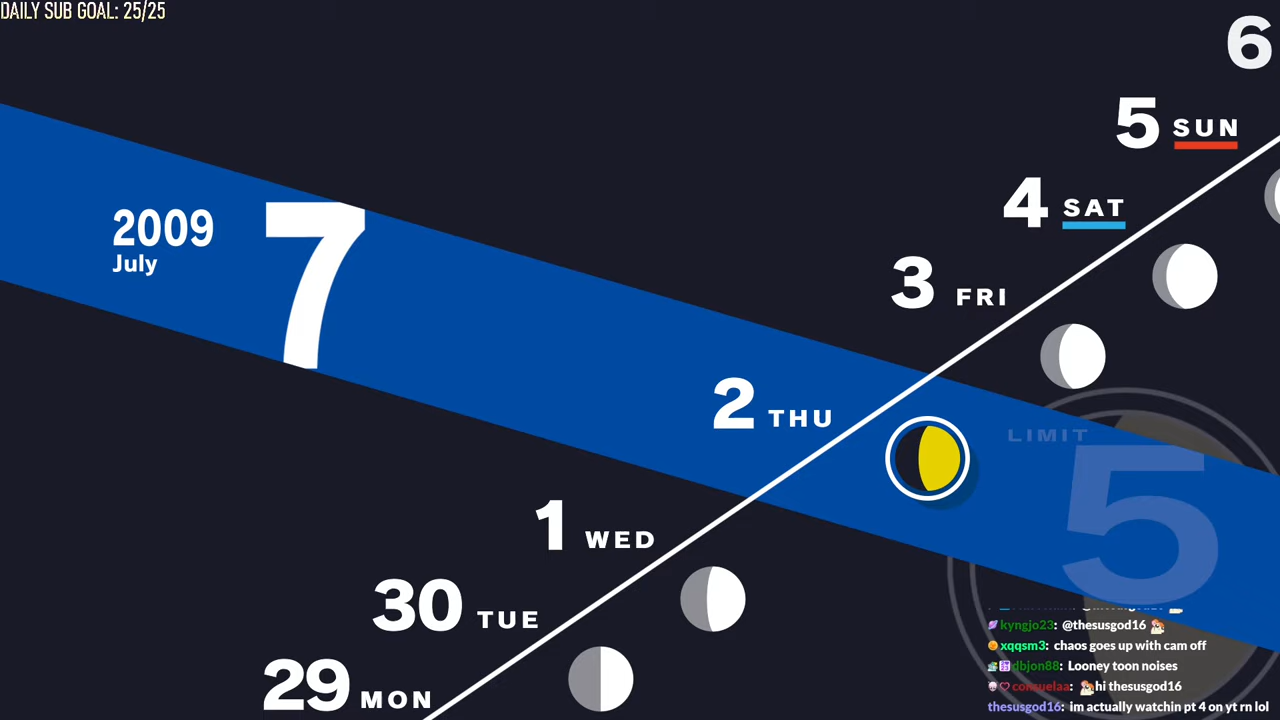 DAILY SUB GOAL: 25/25
6
5 SUN
4 SAT
3 FRI
2009
July
7
2 THU
LIMIT
5
1 WED
30 TUE
29 MON
kyngjo23: @thesusgod16
xqqsm3: chaos goes up with cam off
dbjon88: Looney toon noises
consuelaa: hi thesusgod16
thesusgod16: im actually watchin pt 4 on yt rn lol